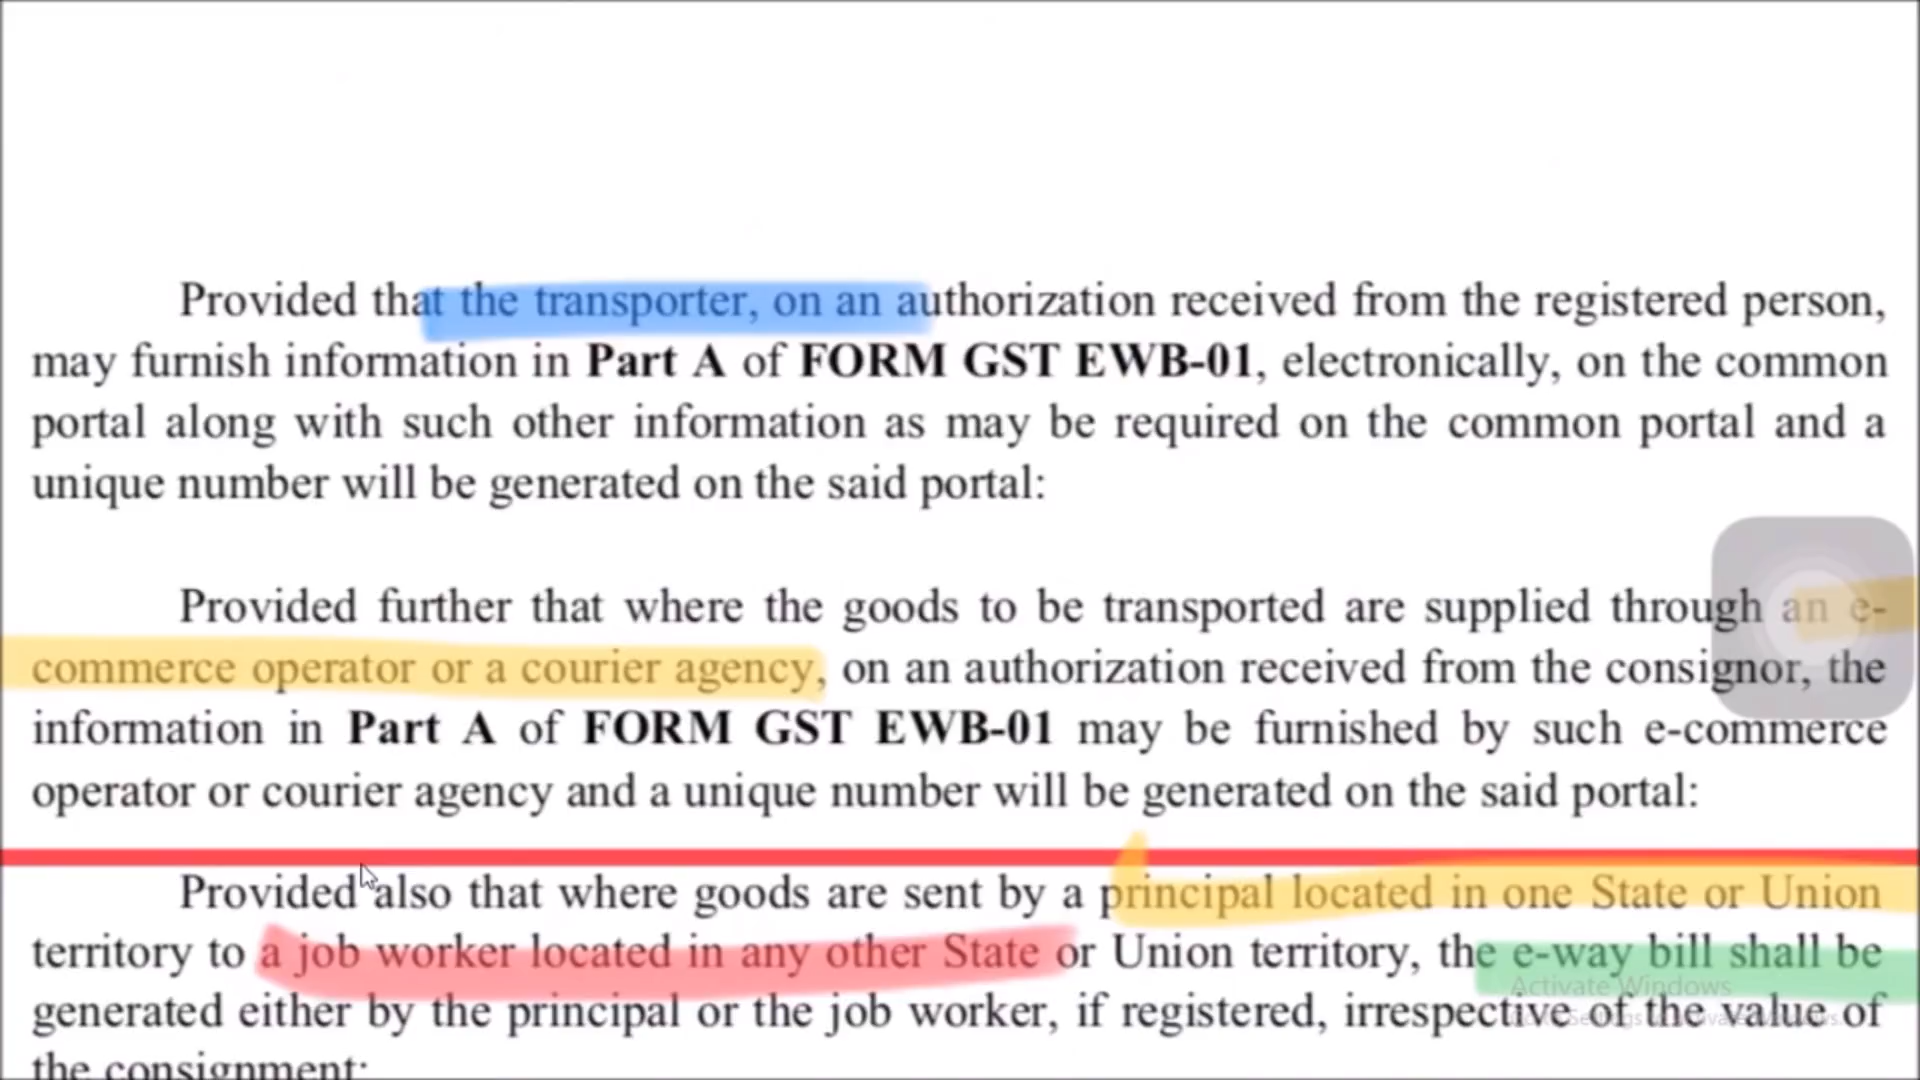 Provided that the transporter, on an authorization received from the registered person,
may furnish information in Part A of FORM GST EWB-01, electronically, on the common
portal along with such other information as may be required on the common portal and a
unique number will be generated on the said portal:
Provided further that where the goods to be transported are supplied through an e-
commerce operator or a courier agency, on an authorization received from the consignor, the
information in Part A of FORM GST EWB-01 may be furnished by such e-commerce
operator or courier agency and a unique number will be generated on the said portal:
Provided also that where goods are sent by a principal located in one State or Union
territory to a job worker located in any other State or Union territory, the e-way bill shall be
Activate Windows
generated either by the principal or the job worker, if registered, irrespective of the value of
the consignment: